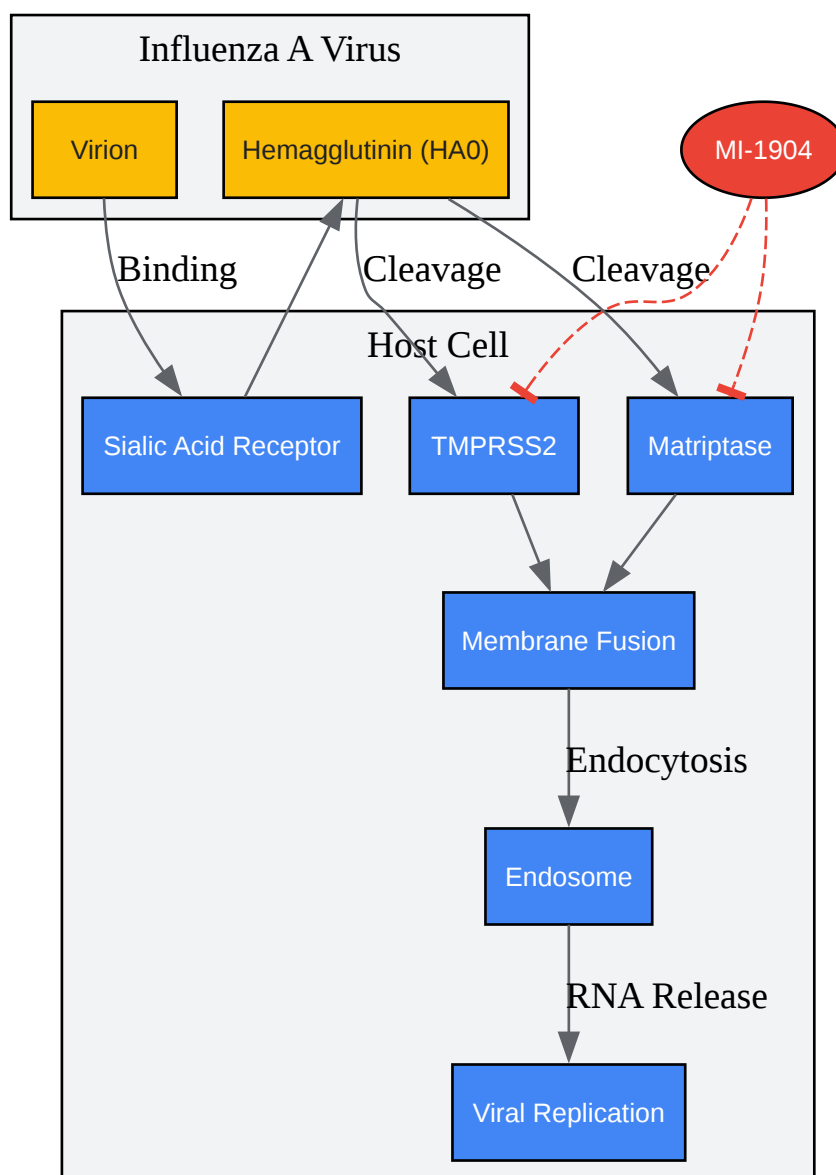 Influenza A Virus
Virion
Hemagglutinin (HA0)
MI-1904
Binding
Cleavage
Cleavage
Host Cell
Sialic Acid Receptor
TMPRSS2
Matriptase
Membrane Fusion
Endocytosis
Endosome
RNA Release
Viral Replication